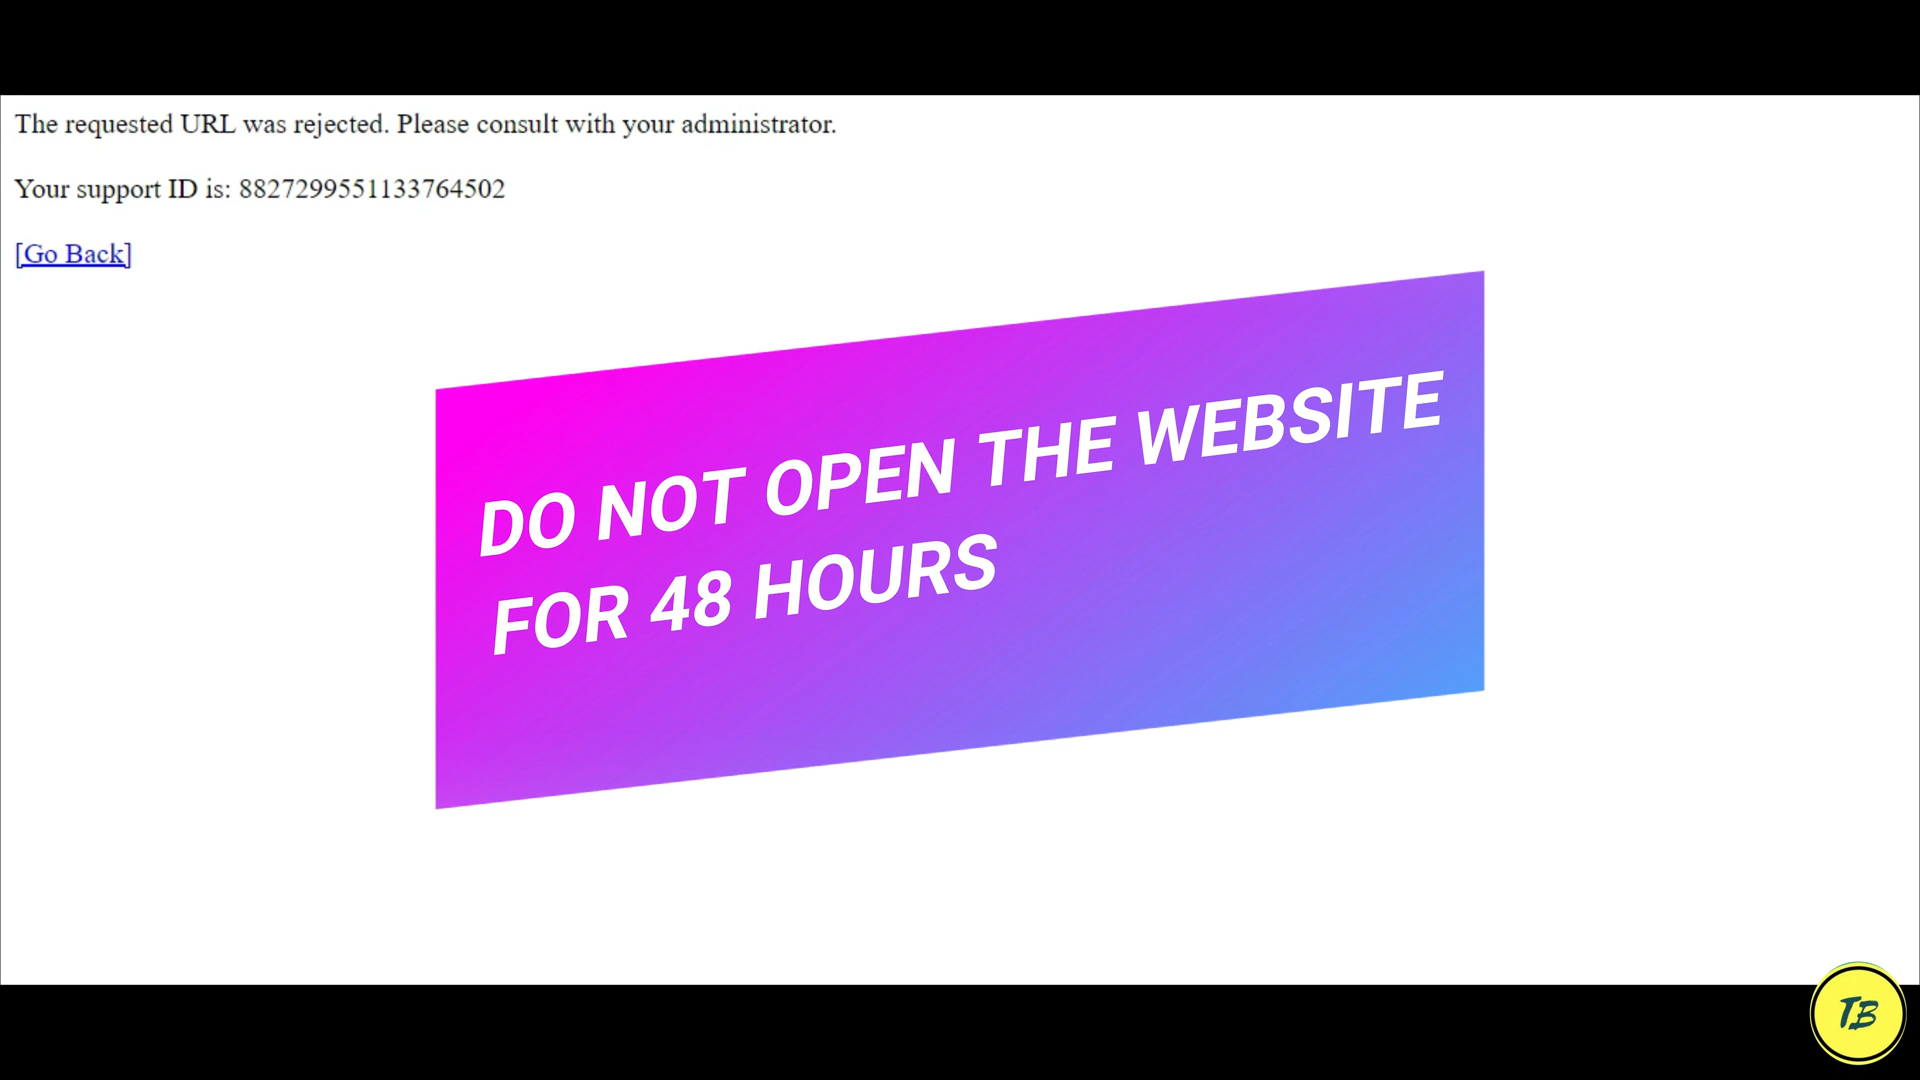 The requested URL was rejected. Please consult with your administrator.
Your support ID is: 8827299551133764502
[Go Back]
DO NOT OPEN THE WEBSITE
FOR 48 HOURS
TB